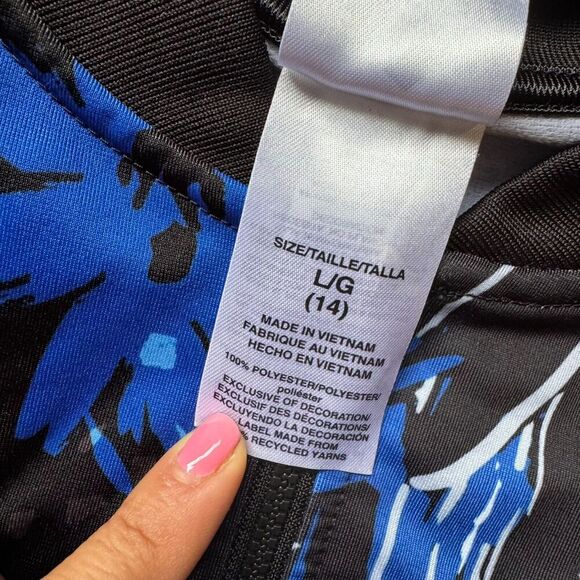 SIZE/TAILLE/TALLA
L/G
(14)
MADE IN VIETNAM
FABRIQUE AU VIETNAM
HECHO EN VIETNAM
100% POLYESTER/POLYESTER/
poliéster
EXCLUSIVE OF DECORATION/
EXCLUSIF DES DÉCORATIONS/
EXCLUYENDO LA DECORACIÓN
LABEL MADE FROM
RECYCLED YARNS